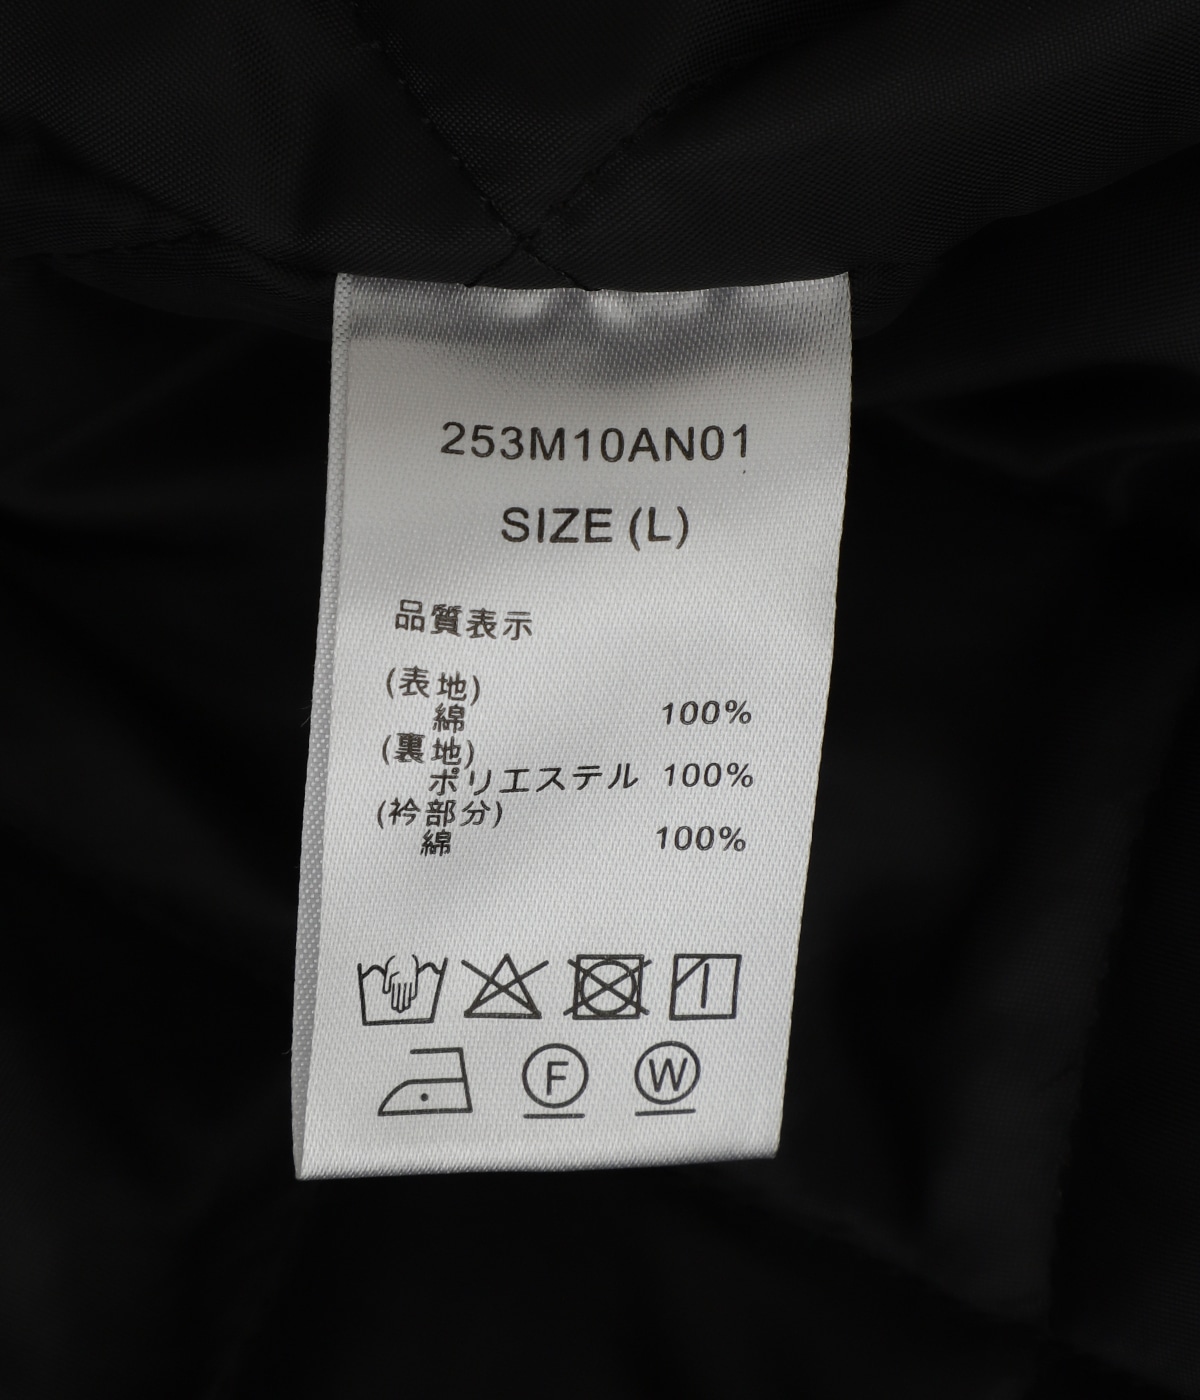 253M10AN01
SIZE (L)
品質表示
(表地)
綿 100%
(裏地)
ポリエステル 100%
(衿部分)
綿 100%
F W